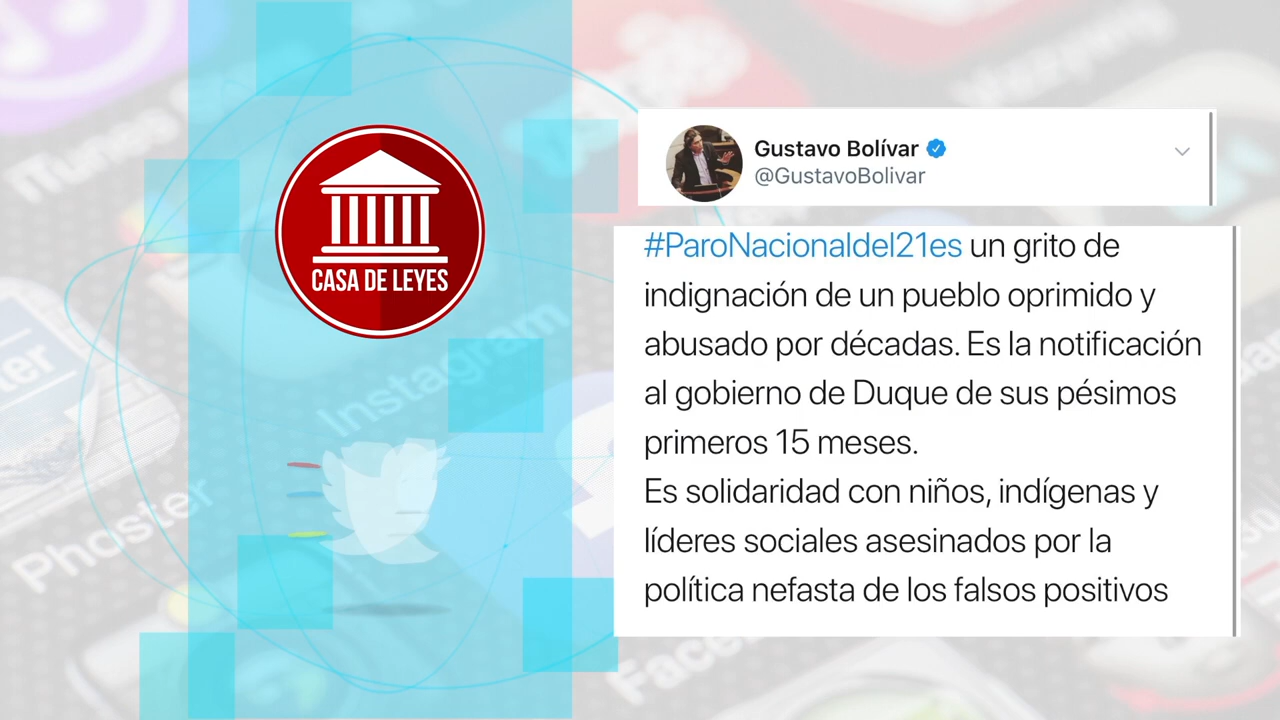 CASA DE LEYES
Instagram
Phoster
Gustavo Bolívar
@GustavoBolivar
#ParoNacionaldel21es un grito de
indignación de un pueblo oprimido y
abusado por décadas. Es la notificación
al gobierno de Duque de sus pésimos
primeros 15 meses.
Es solidaridad con niños, indígenas y
líderes sociales asesinados por la
política nefasta de los falsos positivos